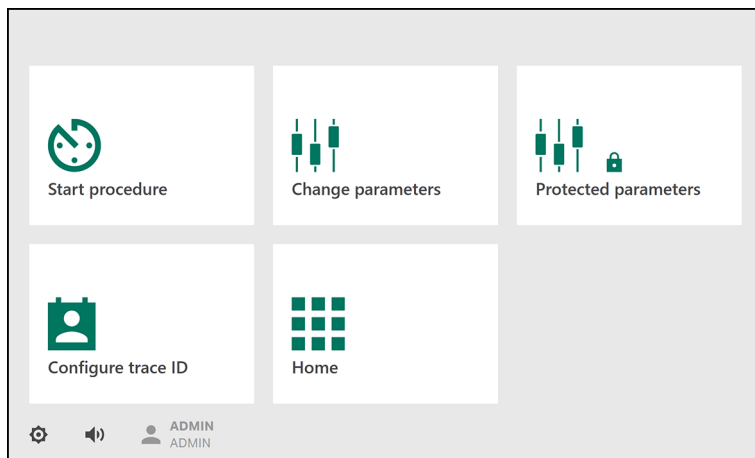 Start procedure
Change parameters
Protected parameters
Configure trace ID
Home
ADMIN
ADMIN